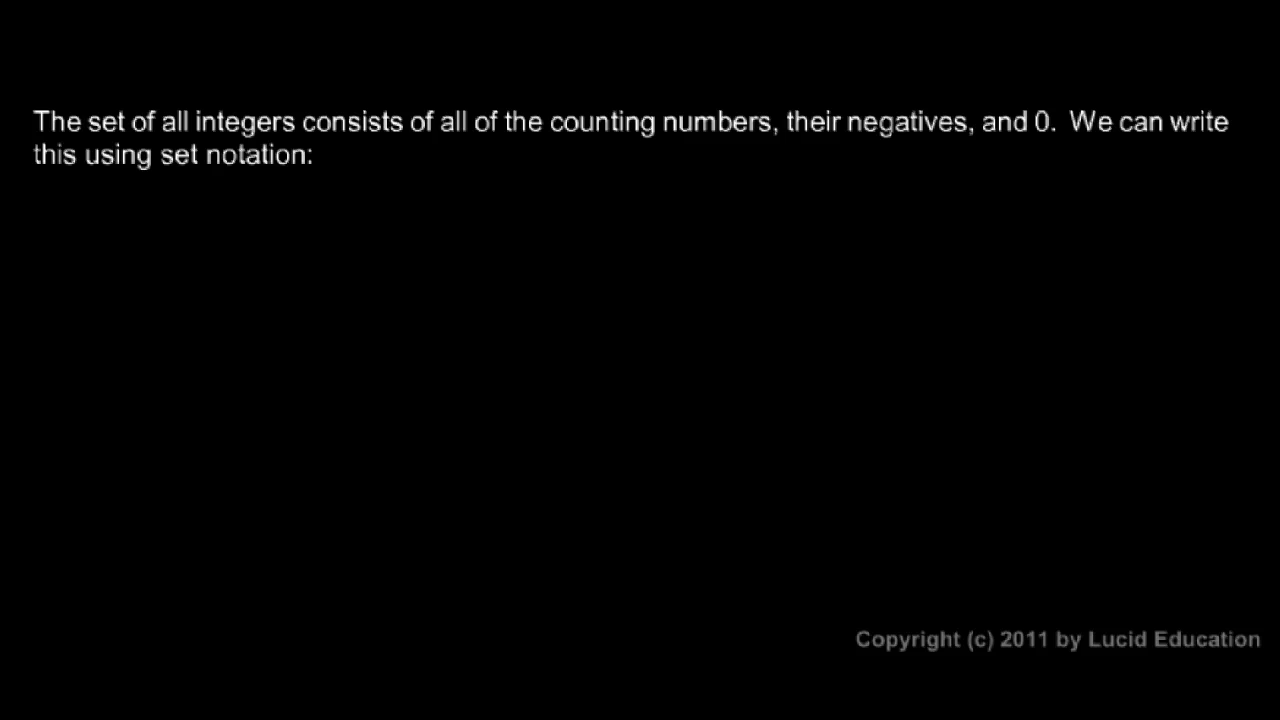 The set of all integers consists of all of the counting numbers, their negatives, and 0.  We can write
this using set notation:
Copyright (c) 2011 by Lucid Education